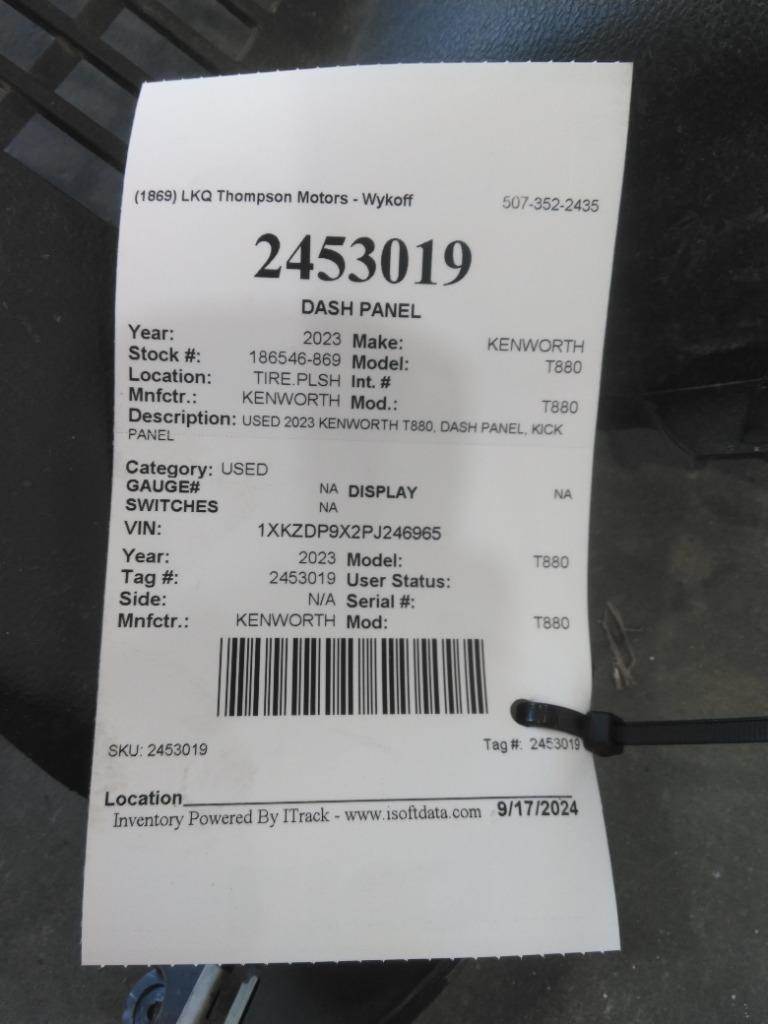 (1869) LKQ Thompson Motors - Wykoff 507-352-2435
2453019
DASH PANEL
Year: 2023 Make: KENWORTH
Stock #: 186546-869 Model: T880
Location: TIRE.PLSH Int. #
Mnfctr.: KENWORTH Mod.: T880
Description: USED 2023 KENWORTH T880, DASH PANEL, KICK
PANEL
Category: USED
GAUGE# NA DISPLAY NA
SWITCHES NA
VIN: 1XKZDP9X2PJ246965
Year: 2023 Model: T880
Tag #: 2453019 User Status:
Side: N/A Serial #:
Mnfctr.: KENWORTH Mod: T880
SKU: 2453019 Tag #: 2453019
Location
Inventory Powered By ITrack - www.isoftdata.com 9/17/2024